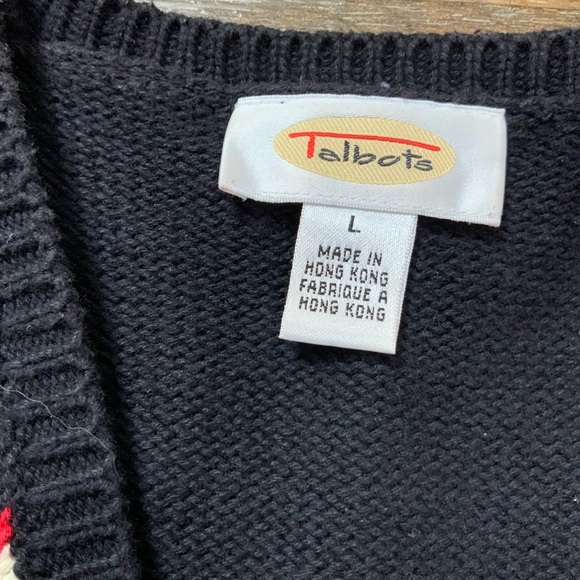 Talbots
L
MADE IN
HONG KONG
FABRIQUE A
HONG KONG